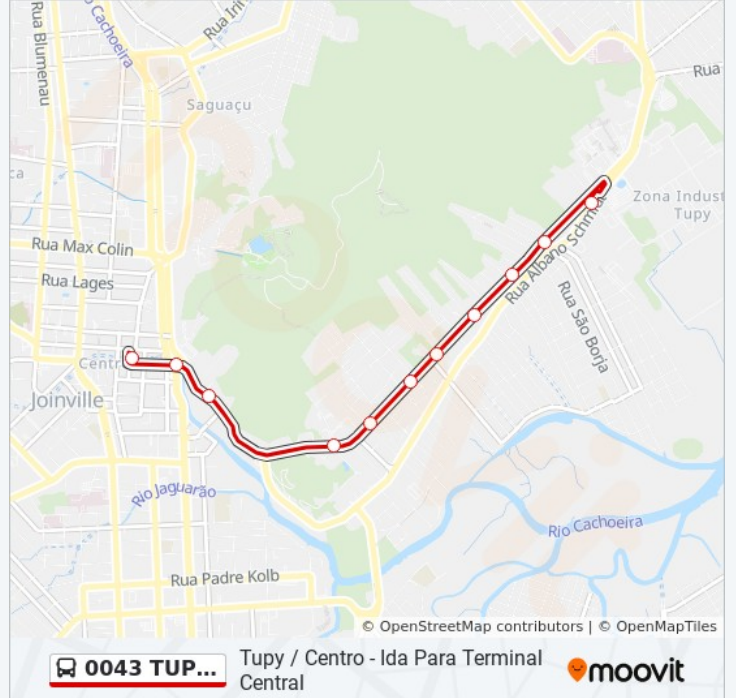 Rua Blumenau
Cachoeira
Rua Irir
Rua
Saguaçu
ca
Zona Indust
Tupy
Rua Max Colin
Rua Albano Schmidt
Rua Lages
Rua São Borja
Centro
Joinville
Rio Jaguarão
Rio Cachoeira
Rua Padre Kolb
© OpenStreetMap contributors | © OpenMapTiles
0043 TUP...
Tupy / Centro - Ida Para Terminal
Central
moovit